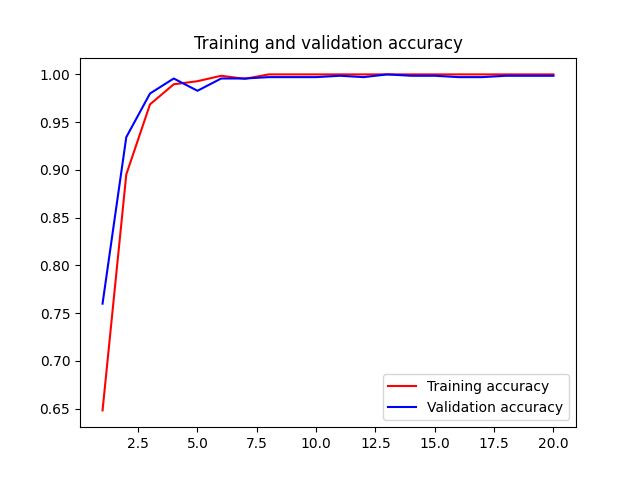 Training and validation accuracy
1.00
0.95
0.90
0.85
0.80
0.75
0.70
0.65
Training accuracy
Validation accuracy
2.5 5.0 7.5 10.0 12.5 15.0 17.5 20.0